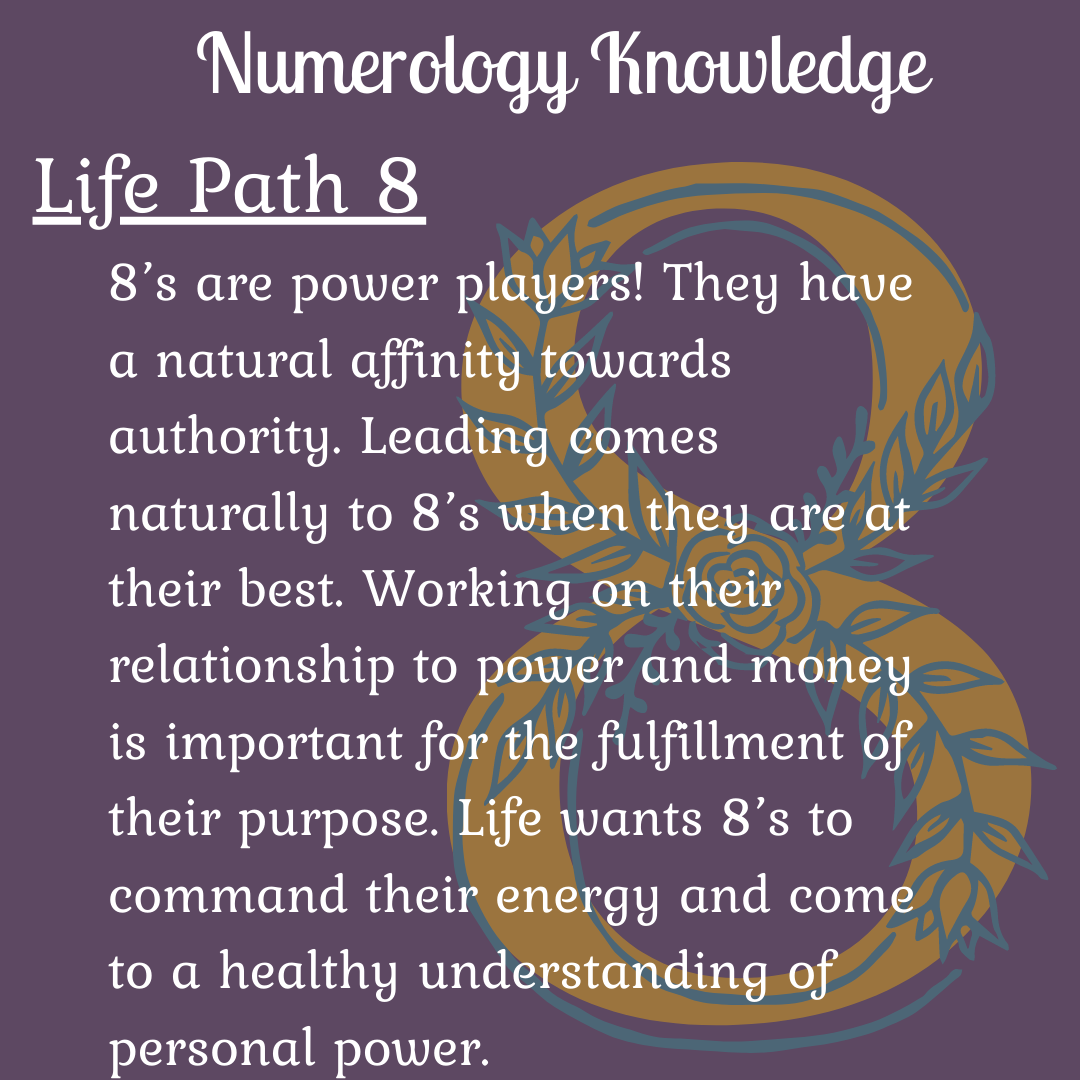 Numerology Knowledge
Life Path 8
8’s are power players! They have
a natural affinity towards
authority. Leading comes
naturally to 8’s when they are at
their best. Working on their
relationship to power and money
is important for the fulfillment of
their purpose. Life wants 8’s to
command their energy and come
to a healthy understanding of
personal power.